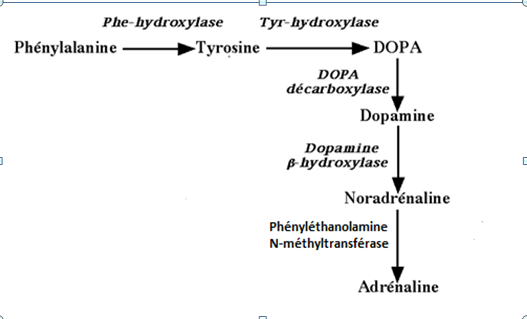 Phe-hydroxylase Tyr-hydroxylase
Phénylalanine Tyrosine DOPA
DOPA
décarboxylase
Dopamine
Dopamine
β-hydroxylase
Noradrénaline
Phényléthanolamine
N-méthyltransférase
Adrénaline